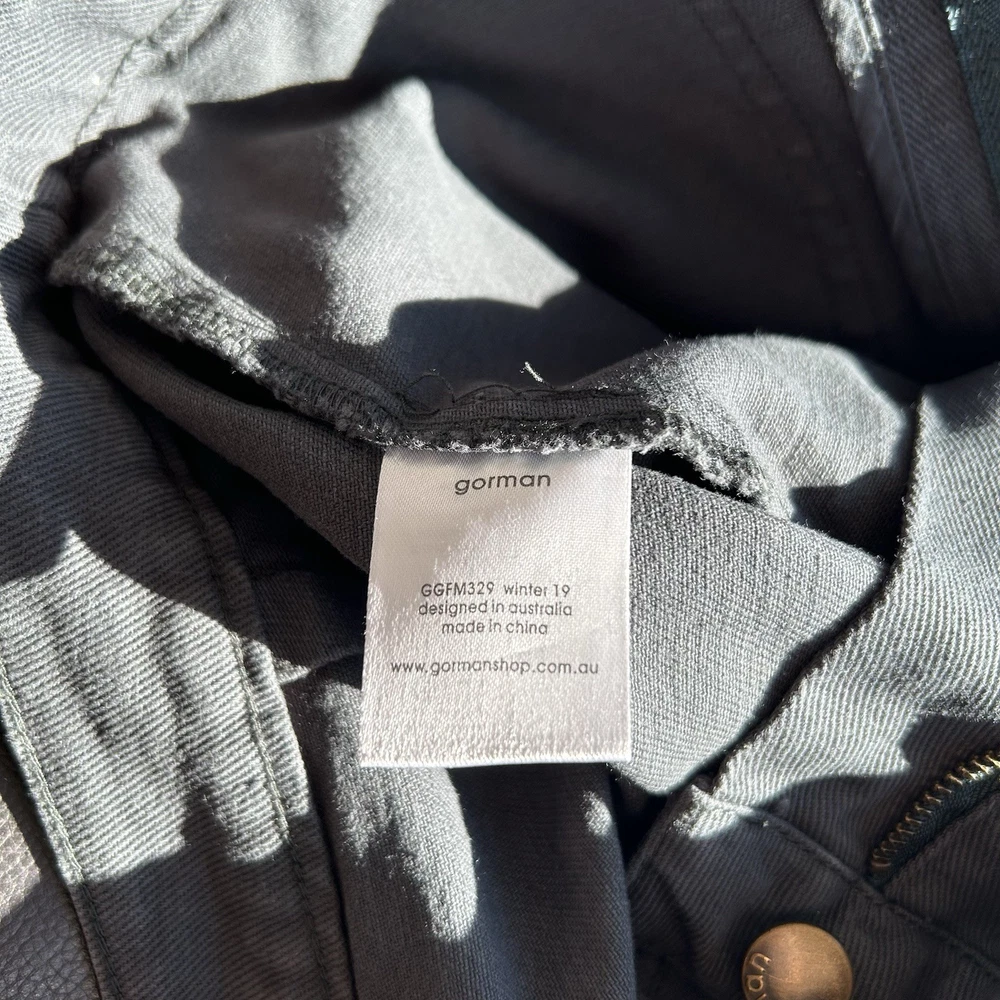 gorman
GGFM329 winter 19
designed in australia
made in china
www.gormanshop.com.au